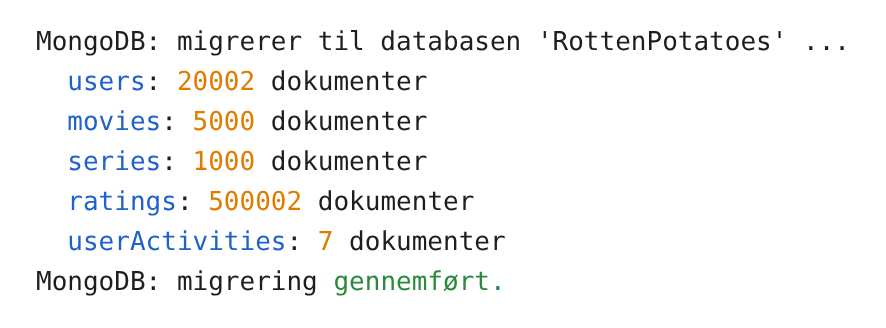 MongoDB: migrerer til databasen 'RottenPotatoes' ...
users: 20002 dokumenter
movies: 5000 dokumenter
series: 1000 dokumenter
ratings: 500002 dokumenter
userActivities: 7 dokumenter
MongoDB: migrering gennemført.